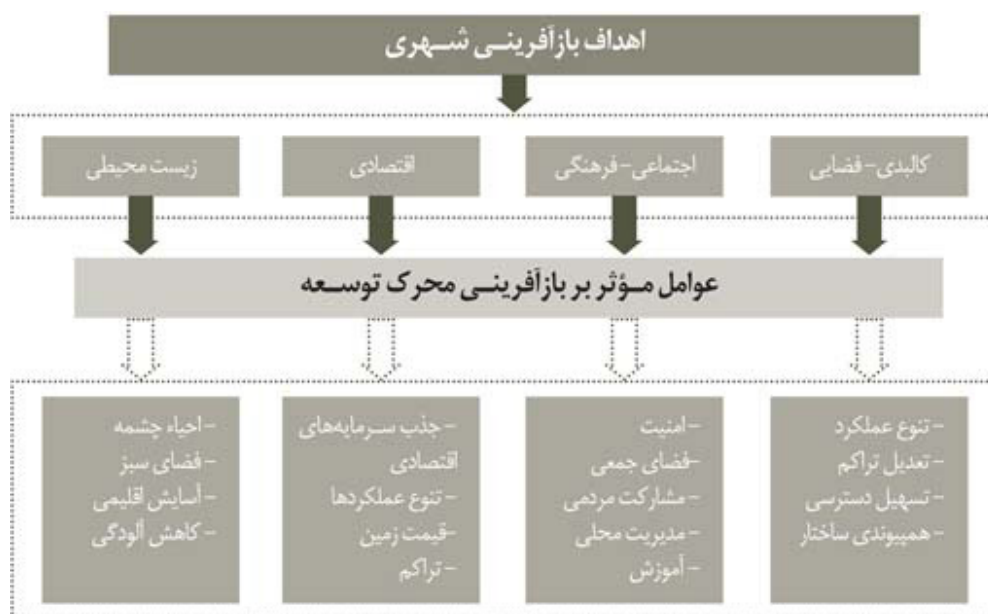 اهداف بازآفرینی شهری
کالبدی-فضایی
اجتماعی-فرهنگی
اقتصادی
زیست محیطی
عوامل مؤثر بر بازآفرینی محرک توسعه
- تنوع عملکرد
- تعدیل تراکم
- تسهیل دسترسی
- همپیوندی ساختار
- امنیت
-فضای جمعی
- مشارکت مردمی
- مدیریت محلی
- آموزش
- جذب سرمایه‌های
اقتصادی
- تنوع عملکردها
-قیمت زمین
- تراکم
- احیاء چشمه
- فضای سبز
- آسایش اقلیمی
- کاهش آلودگی